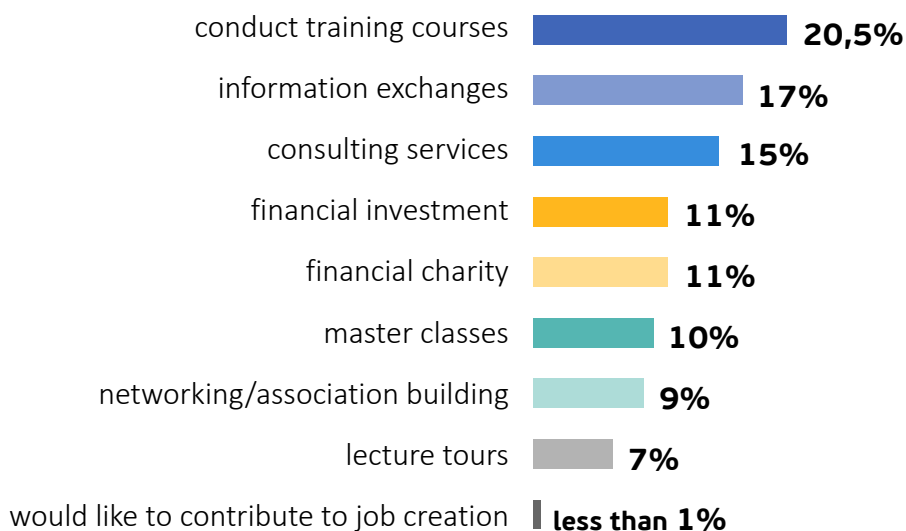 conduct training courses 20,5%
information exchanges 17%
consulting services 15%
financial investment 11%
financial charity 11%
master classes 10%
networking/association building 9%
lecture tours 7%
would like to contribute to job creation less than 1%